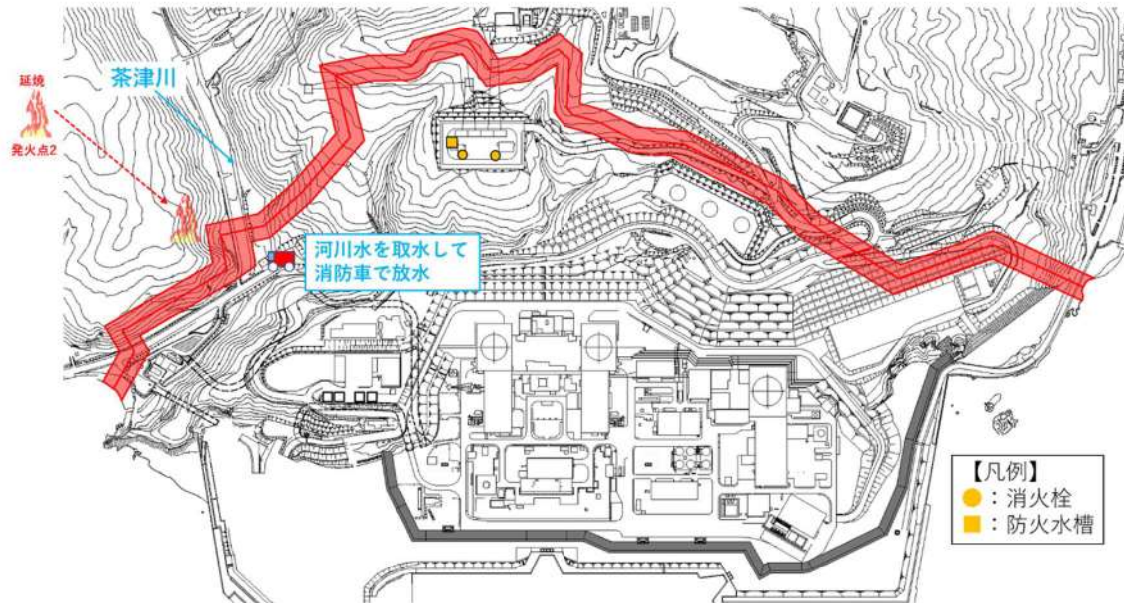 延焼
発火点2
茶津川
河川水を取水して
消防車で放水
【凡例】
：消火栓
：防火水槽